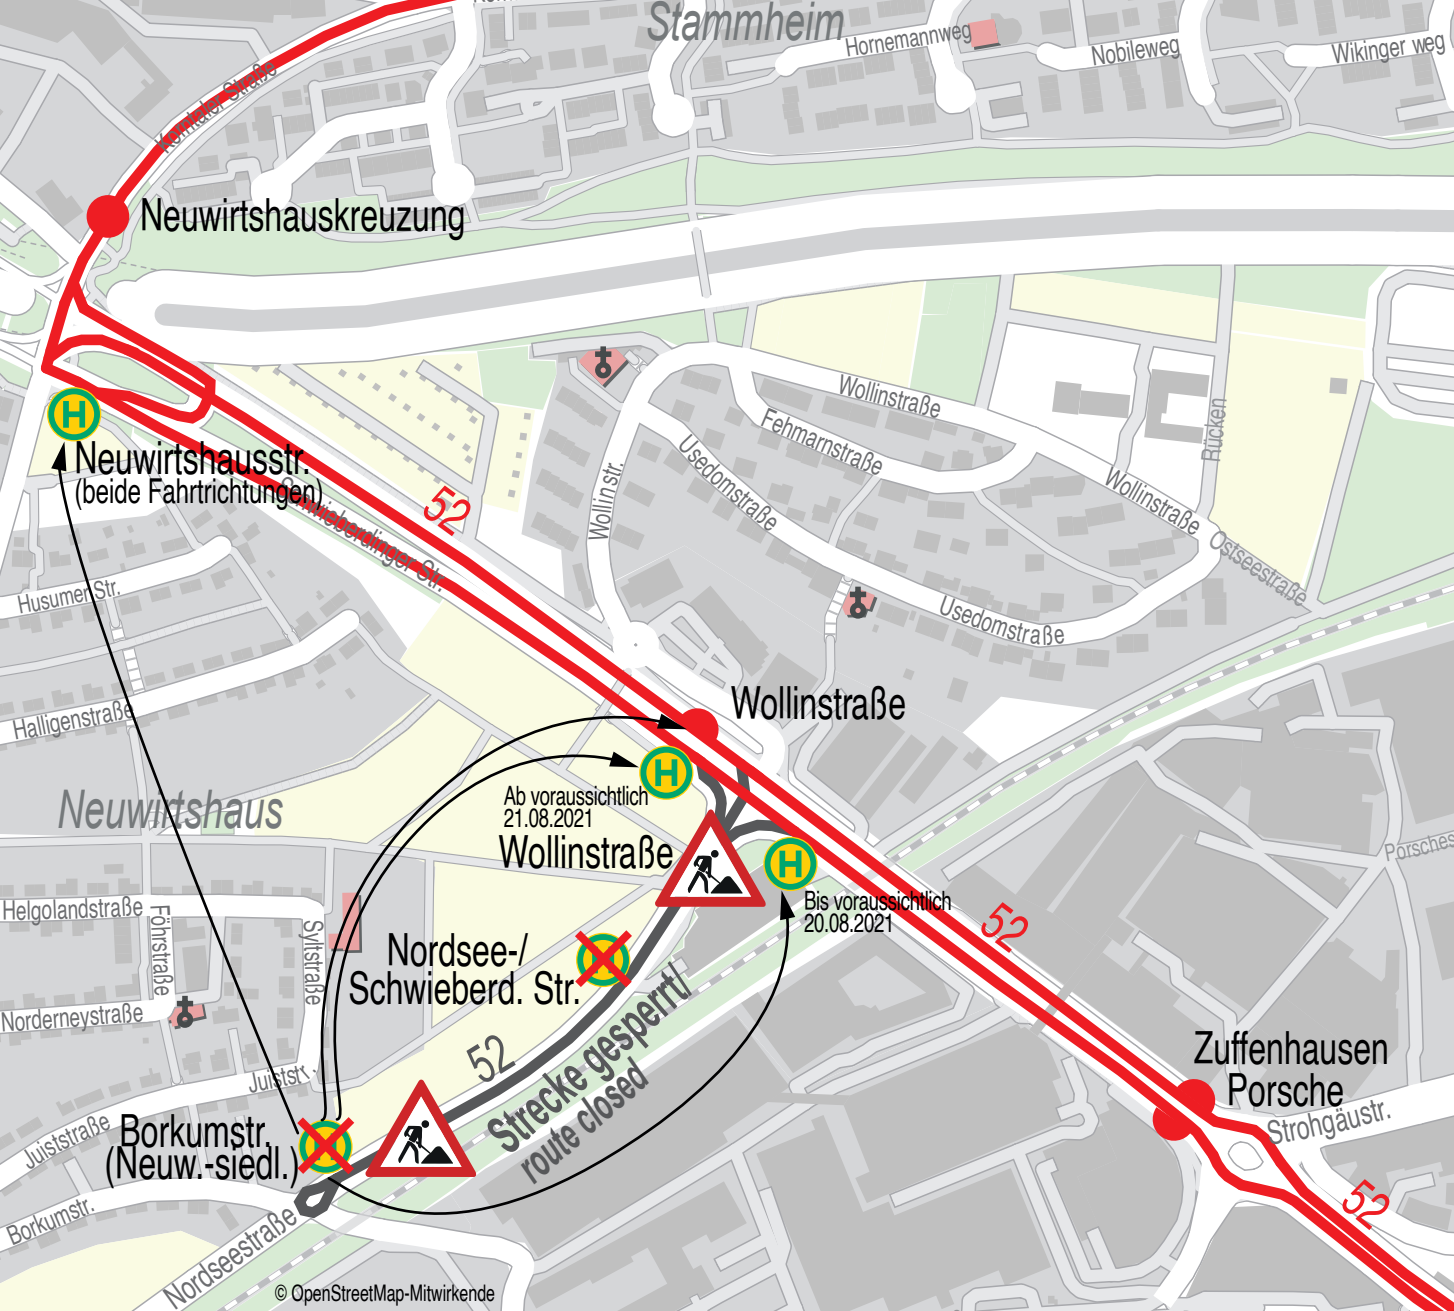 Stammheim
Hornemannweg
Nobileweg
Wikinger weg
Korntaler Straße
Neuwirtshauskreuzung
Wollinstraße
Fehmarnstraße
Usedomstraße
Wollinstr.
Rücken
Wollinstraße
Ostseestraße
H
Neuwirtshausstr.
(beide Fahrtrichtungen)
52
Schwieberdinger Str.
Husumer Str.
Usedomstraße
Halligenstraße
Wollinstraße
Neuwirtshaus
H
Ab voraussichtlich
21.08.2021
Wollinstraße
H
Bis voraussichtlich
20.08.2021
Porsches
Helgolandstraße
Föhrstraße
Syltstraße
Nordsee-/
Schwieberd. Str.
52
Norderneystraße
52
Strecke gesperrt/
route closed
Zuffenhausen
Porsche
Strohgäustr.
Juiststr.
Juiststraße
Borkumstr.
(Neuw.-siedl.)
52
Borkumstr.
Nordseestraße
© OpenStreetMap-Mitwirkende